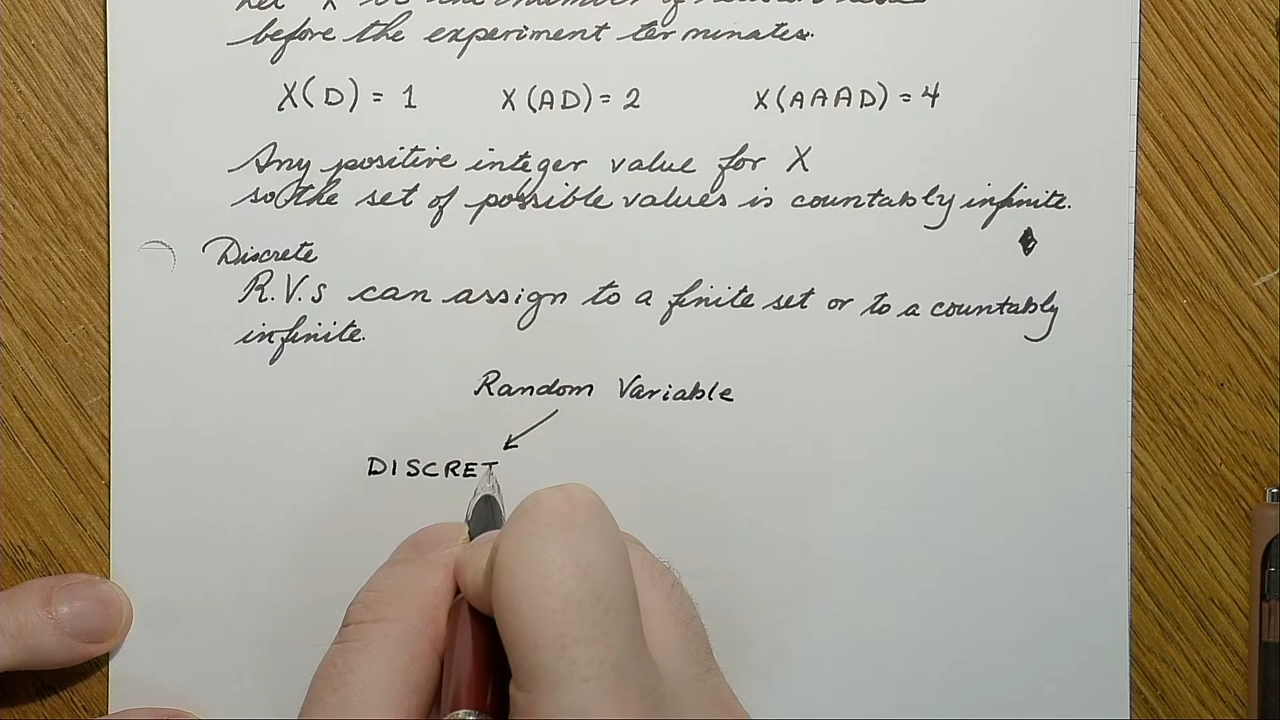 before the experiment terminates.
X(D) = 1 X(AD) = 2 X(AAAD) = 4
Any positive integer value for X
so the set of possible values is countably infinite.
Discrete
R.V.s can assign to a finite set or to a countably
infinite.
Random Variable
DISCRET